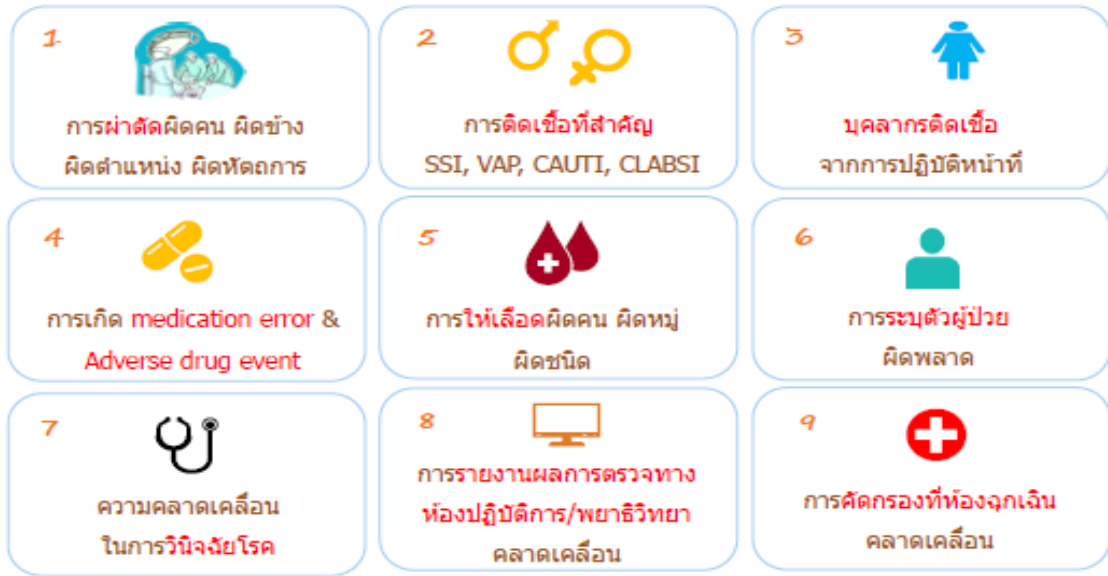 1
การผ่าตัดผิดคน ผิดข้าง
ผิดตำแหน่ง ผิดหัตถการ
2
การติดเชื้อที่สำคัญ
SSI, VAP, CAUTI, CLABSI
3
บุคลากรติดเชื้อ
จากการปฏิบัติหน้าที่
4
การเกิด medication error &
Adverse drug event
5
การให้เลือดผิดคน ผิดหมู่
ผิดชนิด
6
การระบุตัวผู้ป่วย
ผิดพลาด
7
ความคลาดเคลื่อน
ในการวินิจฉัยโรค
8
การรายงานผลการตรวจทาง
ห้องปฏิบัติการ/พยาธิวิทยา
คลาดเคลื่อน
9
การคัดกรองที่ห้องฉุกเฉิน
คลาดเคลื่อน